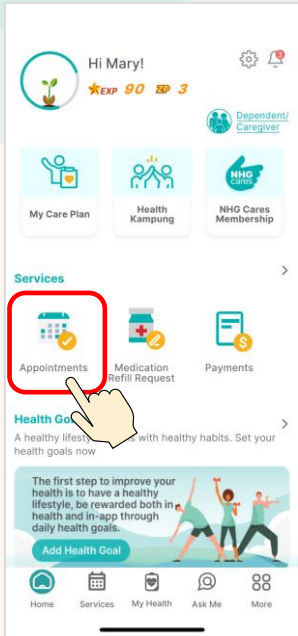 Hi Mary!
EXP 90 ZP 3
Dependent/
Caregiver
My Care Plan
Health
Kampung
NHG
cares
NHG Cares
Membership
Services
Appointments
Medication
Refill Request
Payments
Health Go
A healthy lifesty s with healthy habits. Set your
health goals now
The first step to improve your
health is to have a healthy
lifestyle, be rewarded both in
health and in-app through
daily health goals.
Add Health Goal
Home
Services
My Health
Ask Me
More